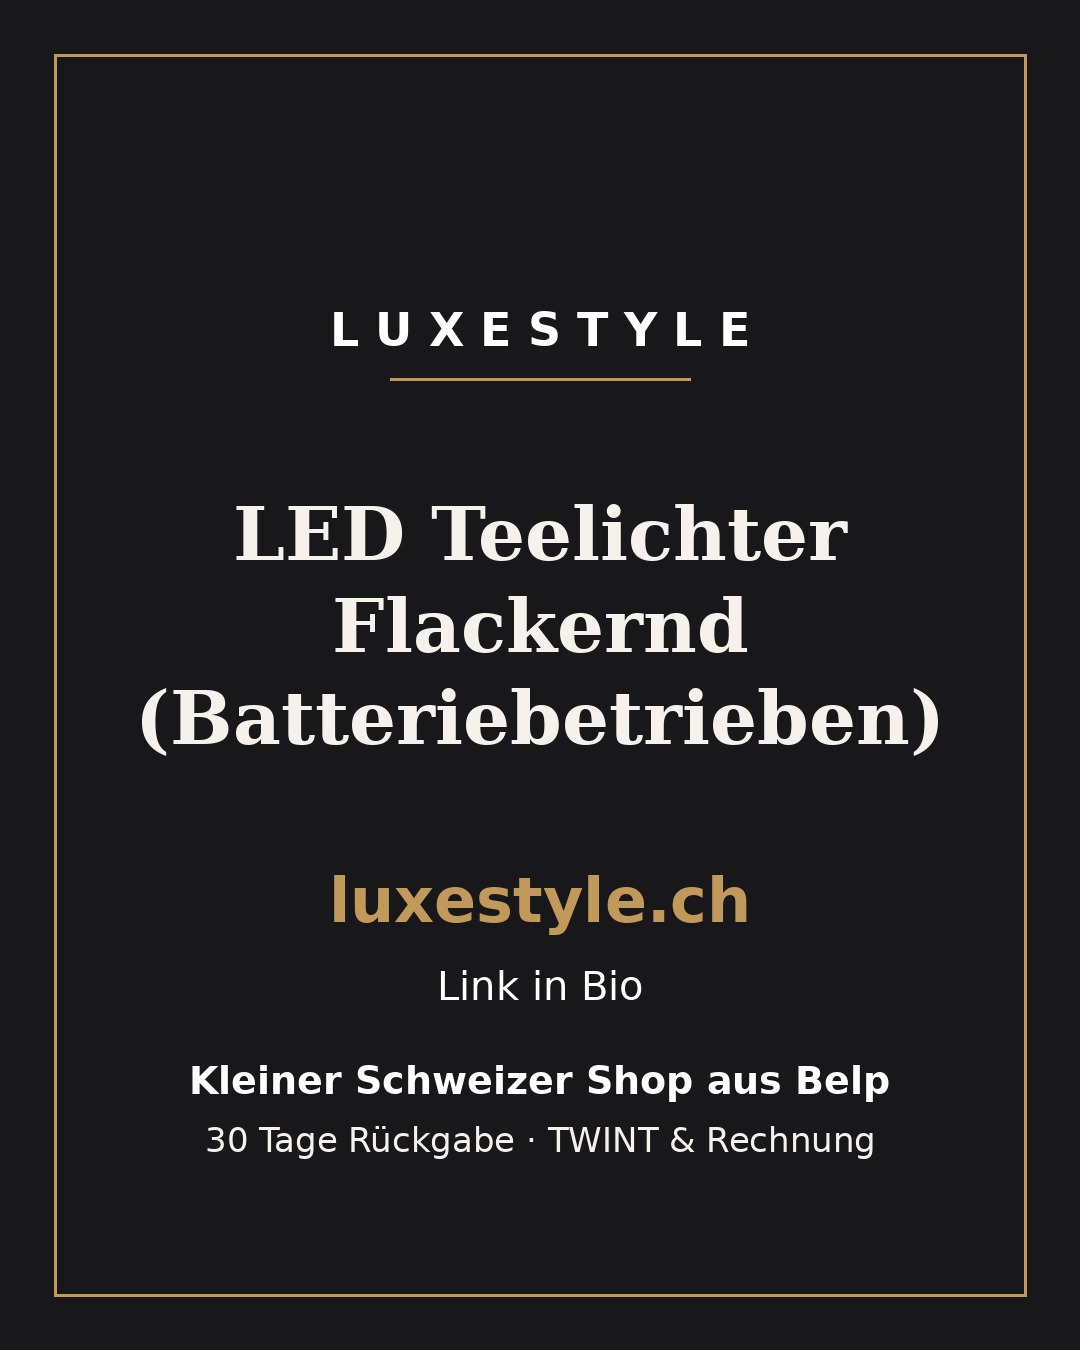 LUXESTYLE
LED Teelichter
Flackernd
(Batteriebetrieben)
luxestyle.ch
Link in Bio
Kleiner Schweizer Shop aus Belp
30 Tage Rückgabe · TWINT & Rechnung